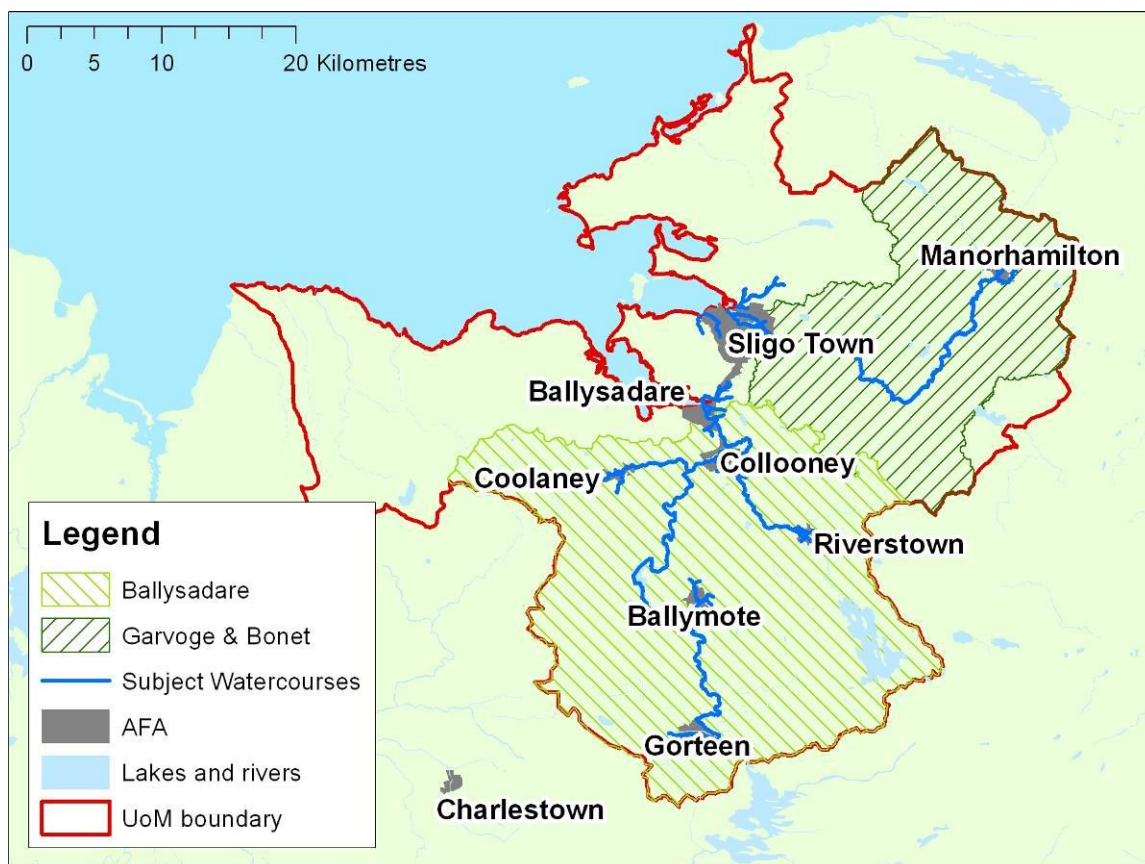 0 5 10 20 Kilometres
Manorhamilton
Sligo Town
Ballysadare
Collooney
Coolaney
Riverstown
Ballymote
Gorteen
Charlestown
Legend
Ballysadare
Garvoge & Bonet
Subject Watercourses
AFA
Lakes and rivers
UoM boundary